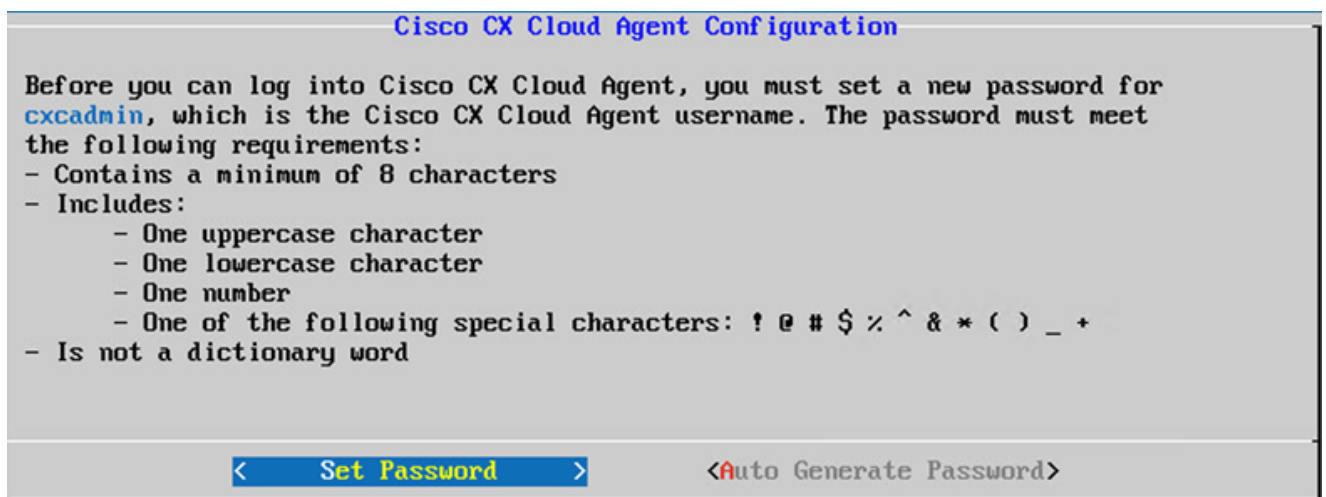 Cisco CX Cloud Agent Configuration
Before you can log into Cisco CX Cloud Agent, you must set a new password for
cxcadmin, which is the Cisco CX Cloud Agent username. The password must meet
the following requirements:
- Contains a minimum of 8 characters
- Includes:
- One uppercase character
- One lowercase character
- One number
- One of the following special characters: ! @ # $ % ^ & * ( ) _ +
- Is not a dictionary word
< Set Password > <Auto Generate Password>